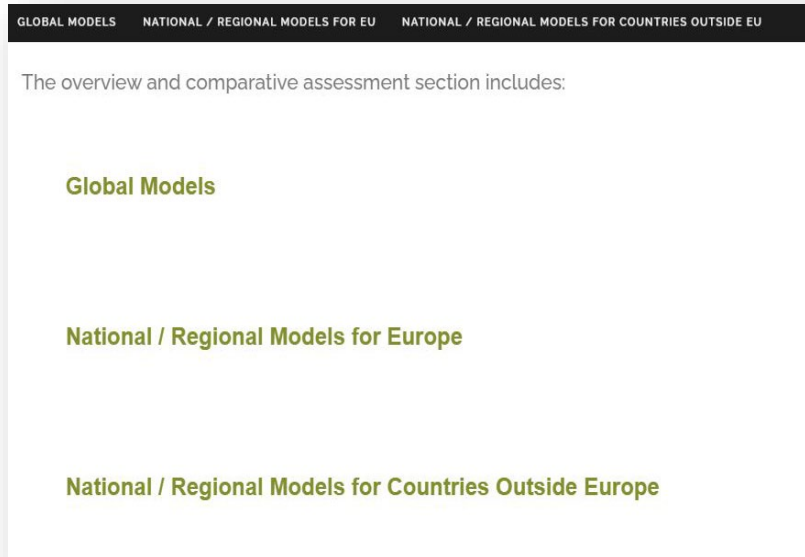 GLOBAL MODELS NATIONAL / REGIONAL MODELS FOR EU NATIONAL / REGIONAL MODELS FOR COUNTRIES OUTSIDE EU
The overview and comparative assessment section includes:
Global Models
National / Regional Models for Europe
National / Regional Models for Countries Outside Europe